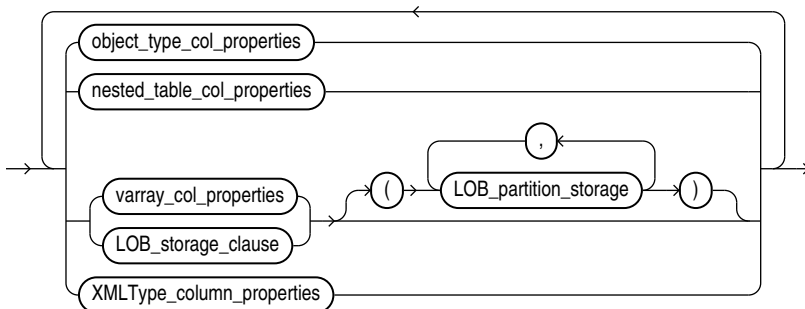 object_type_col_properties
nested_table_col_properties
,
varray_col_properties
( LOB_partition_storage )
LOB_storage_clause
XMLType_column_properties